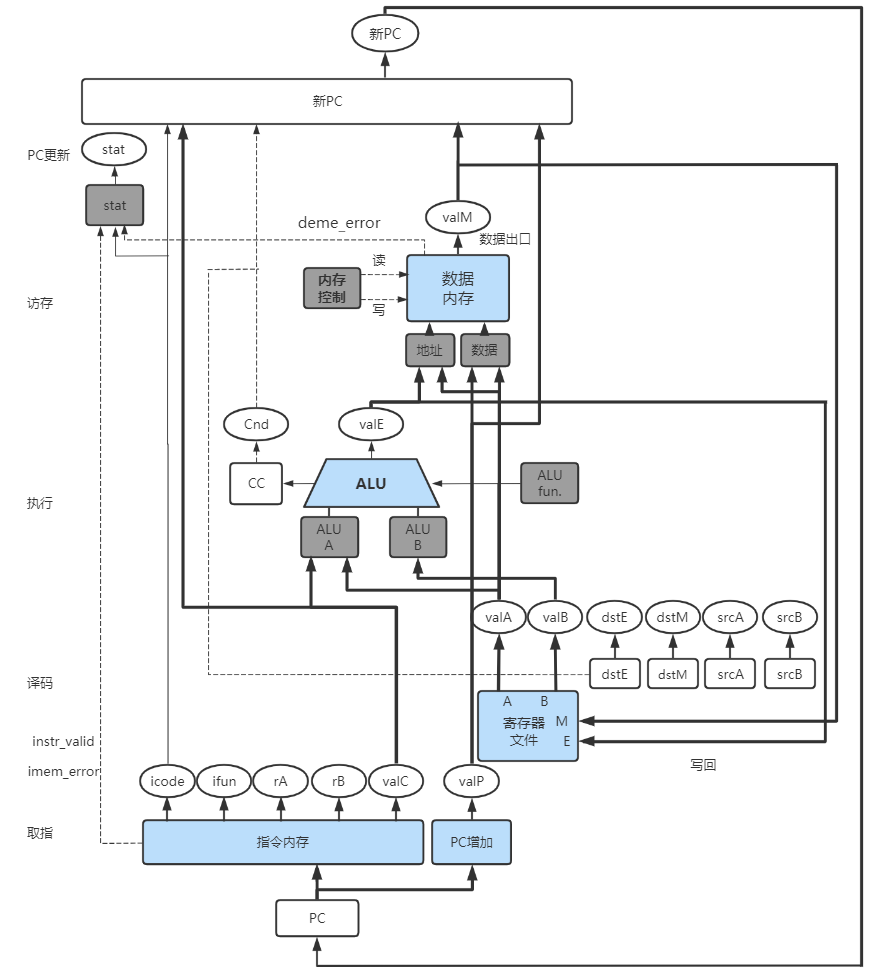 新PC
新PC
PC更新
stat
stat
valM
deme_error
数据出口
读
内存
控制
写
数据
内存
访存
地址
数据
Cnd
valE
CC
ALU
ALU
fun.
执行
ALU
A
ALU
B
valA
valB
dstE
dstM
srcA
srcB
dstE
dstM
srcA
srcB
译码
A
B
寄存器
文件
M
E
写回
instr_valid
imem_error
icode
ifun
rA
rB
valC
valP
取指
指令内存
PC增加
PC